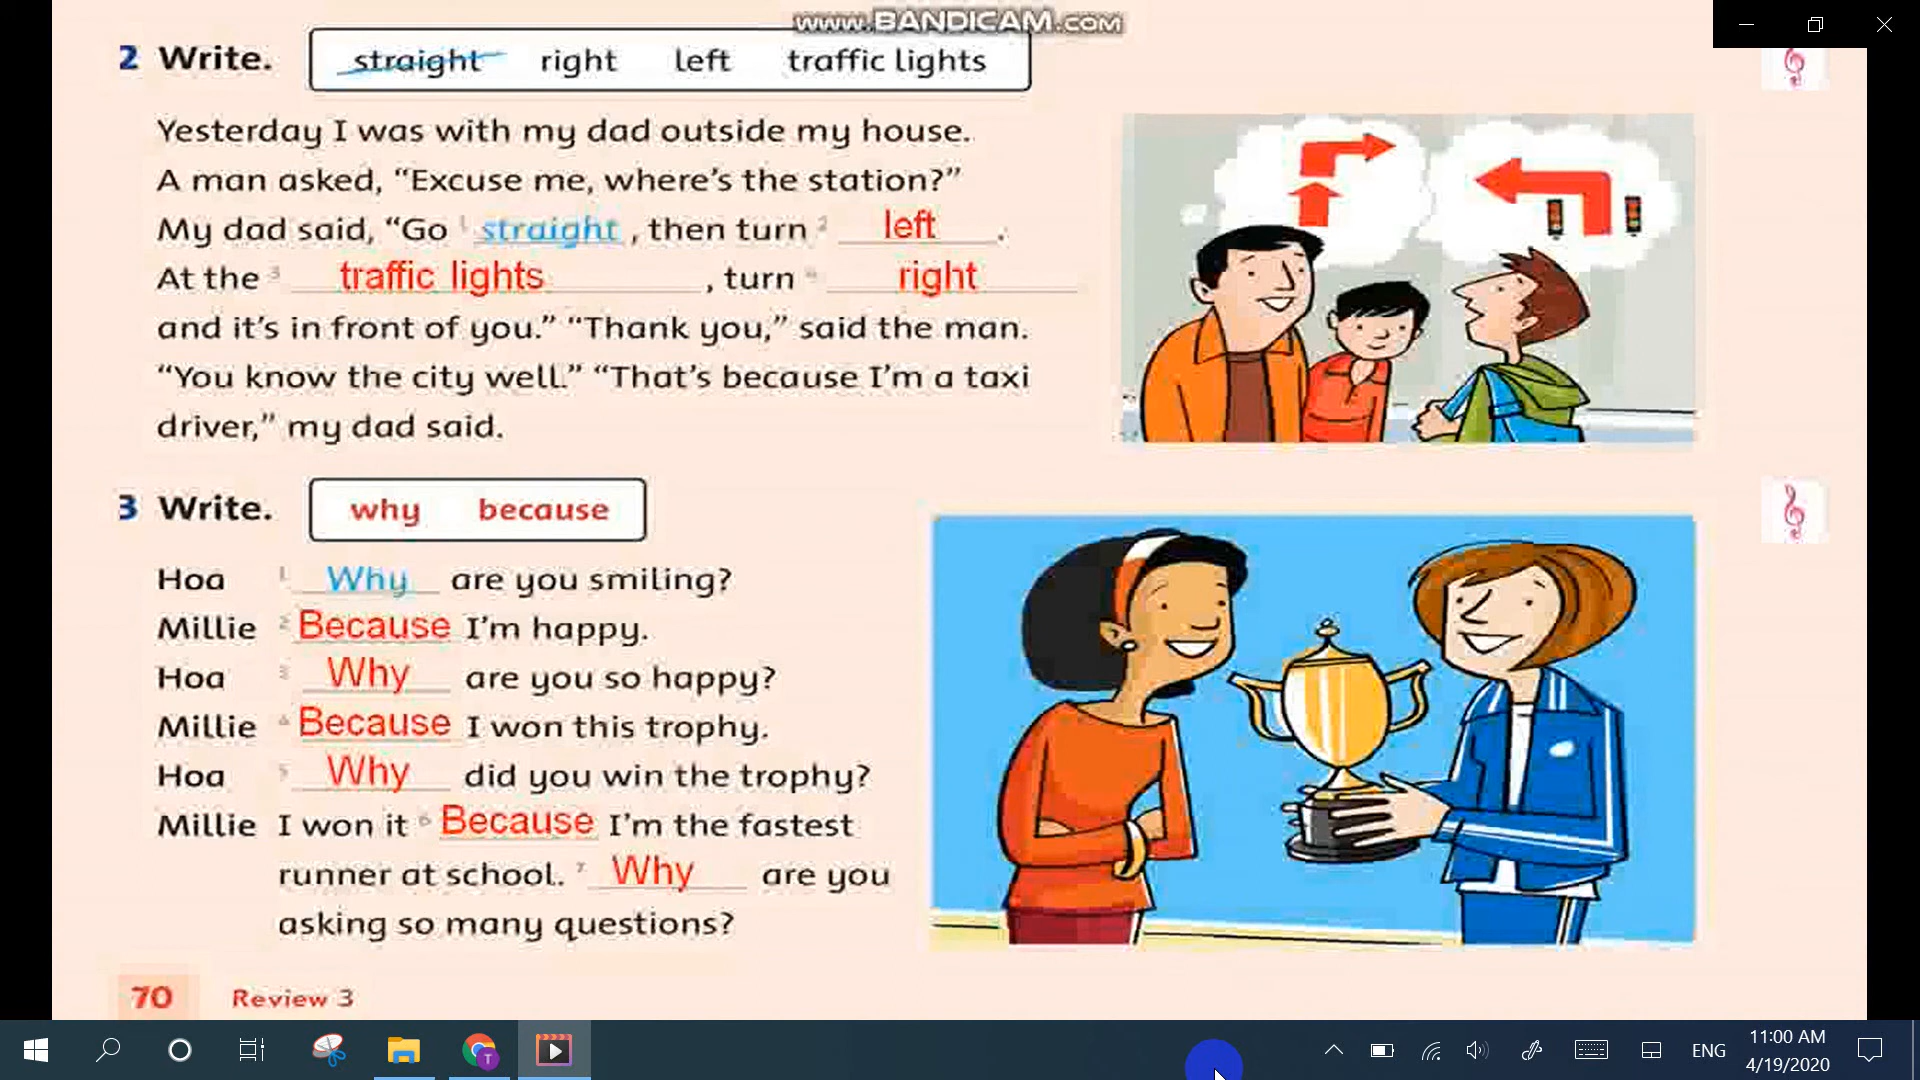 www.BANDICAM.com
2 Write. straight right left traffic lights
Yesterday I was with my dad outside my house.
A man asked, “Excuse me, where’s the station?”
My dad said, “Go 1 straight , then turn 2 left .
At the 3 traffic lights , turn 4 right
and it’s in front of you.” “Thank you,” said the man.
“You know the city well.” “That’s because I’m a taxi
driver,” my dad said.
3 Write. why because
Hoa 1 Why are you smiling?
Millie 2 Because I’m happy.
Hoa 3 Why are you so happy?
Millie 4 Because I won this trophy.
Hoa 5 Why did you win the trophy?
Millie I won it 6 Because I’m the fastest
runner at school. 7 Why are you
asking so many questions?
70 Review 3
T
ENG
11:00 AM
4/19/2020